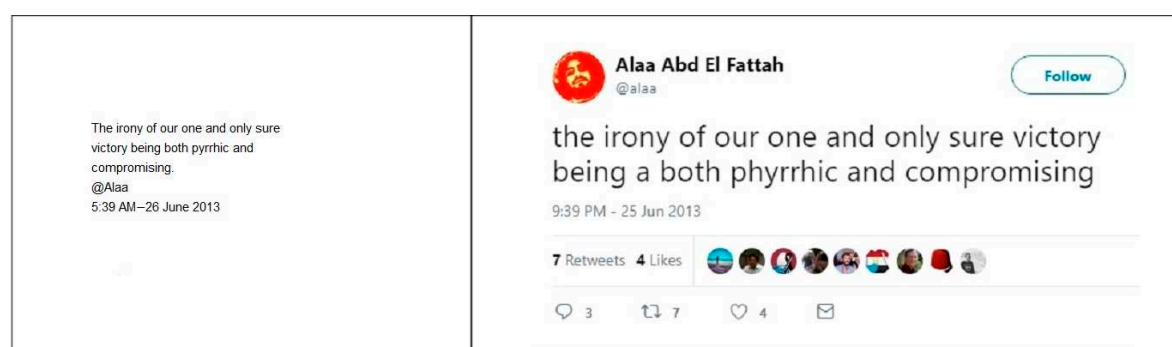 The irony of our one and only sure
victory being both pyrrhic and
compromising.
@Alaa
5:39 AM—26 June 2013
Alaa Abd El Fattah
@alaa
Follow
the irony of our one and only sure victory
being a both phyrrhic and compromising
9:39 PM - 25 Jun 2013
7 Retweets 4 Likes
3 7 4